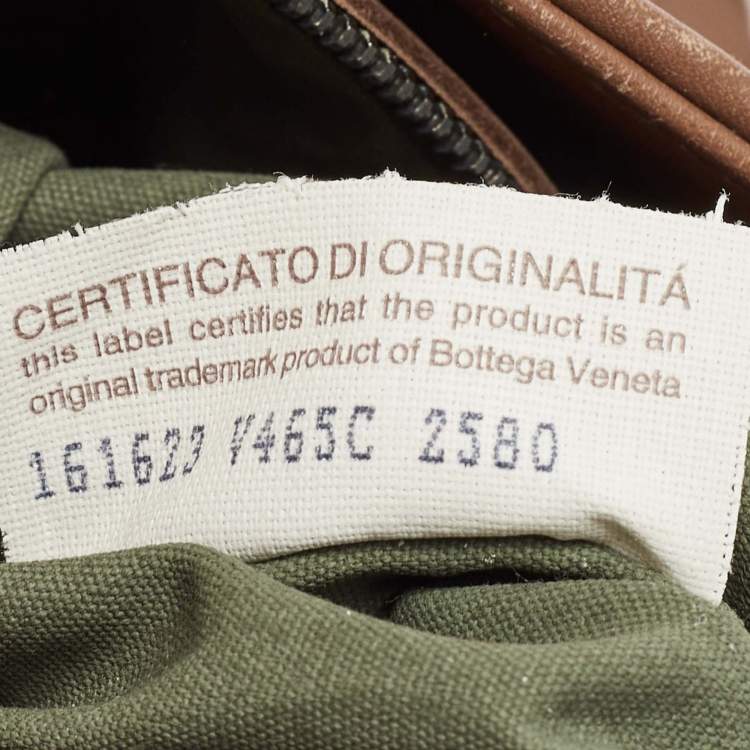 CERTIFICATO DI ORIGINALITÁ
this label certifies that the product is an
original trademark product of Bottega Veneta
161623 V465C 2580